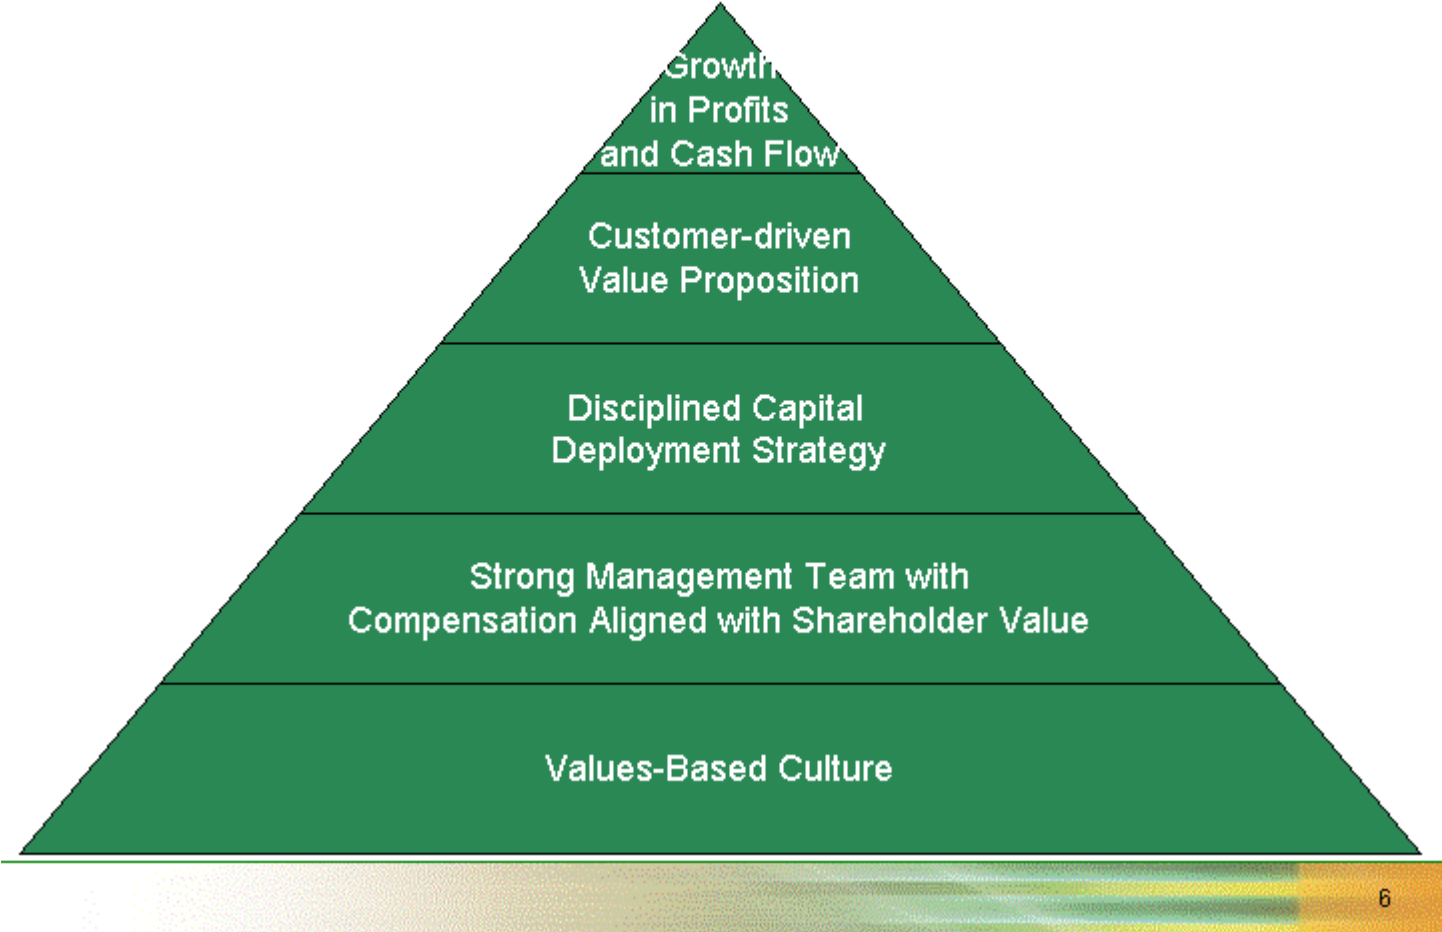 Growth
in Profits
and Cash Flow
Customer-driven
Value Proposition
Disciplined Capital
Deployment Strategy
Strong Management Team with
Compensation Aligned with Shareholder Value
Values-Based Culture
6